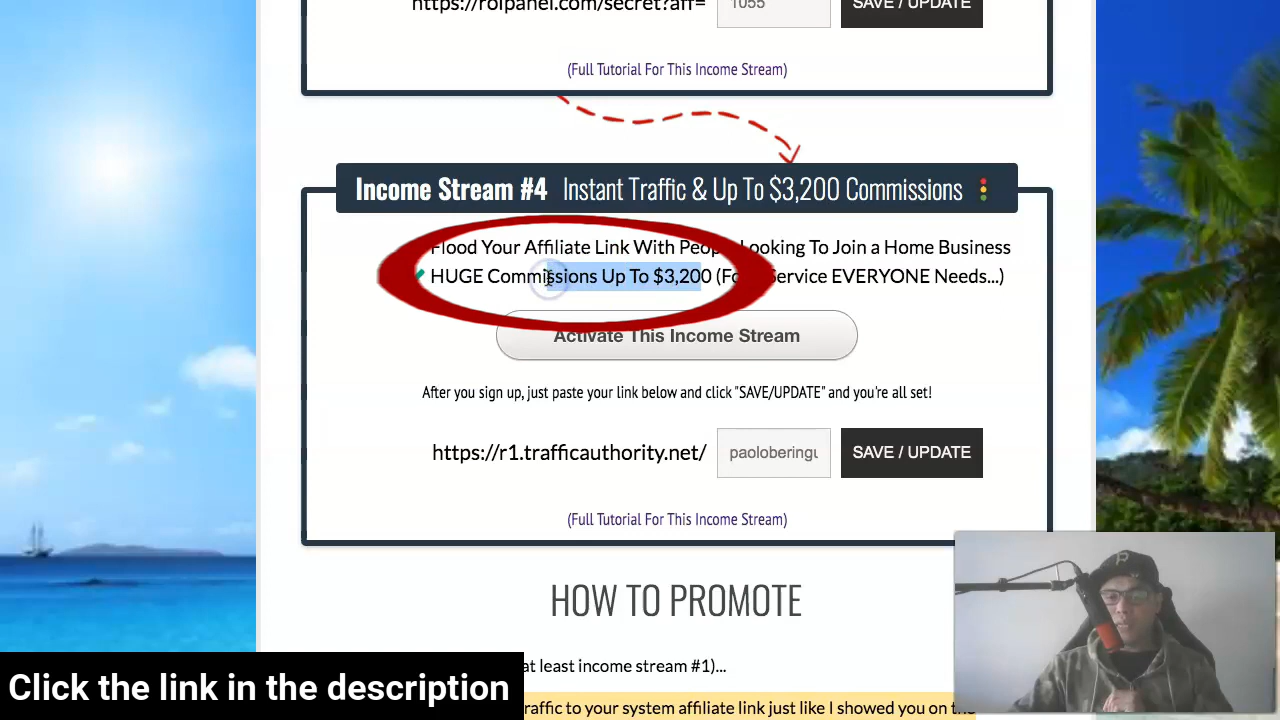 https://roipanel.com/secret?aff=
1055
SAVE / UPDATE
(Full Tutorial For This Income Stream)
Income Stream #4 Instant Traffic & Up To $3,200 Commissions
Flood Your Affiliate Link With Looking To Join a Home Business
HUGE Commissions Up To $3,200 Service EVERYONE Needs...)
Activate This Income Stream
After you sign up, just paste your link below and click "SAVE/UPDATE" and you're all set!
https://r1.trafficauthority.net/
SAVE / UPDATE
(Full Tutorial For This Income Stream)
HOW TO PROMOTE
at least income stream #1)...
to your system affiliate link just like I showed you on
Click the link in the description